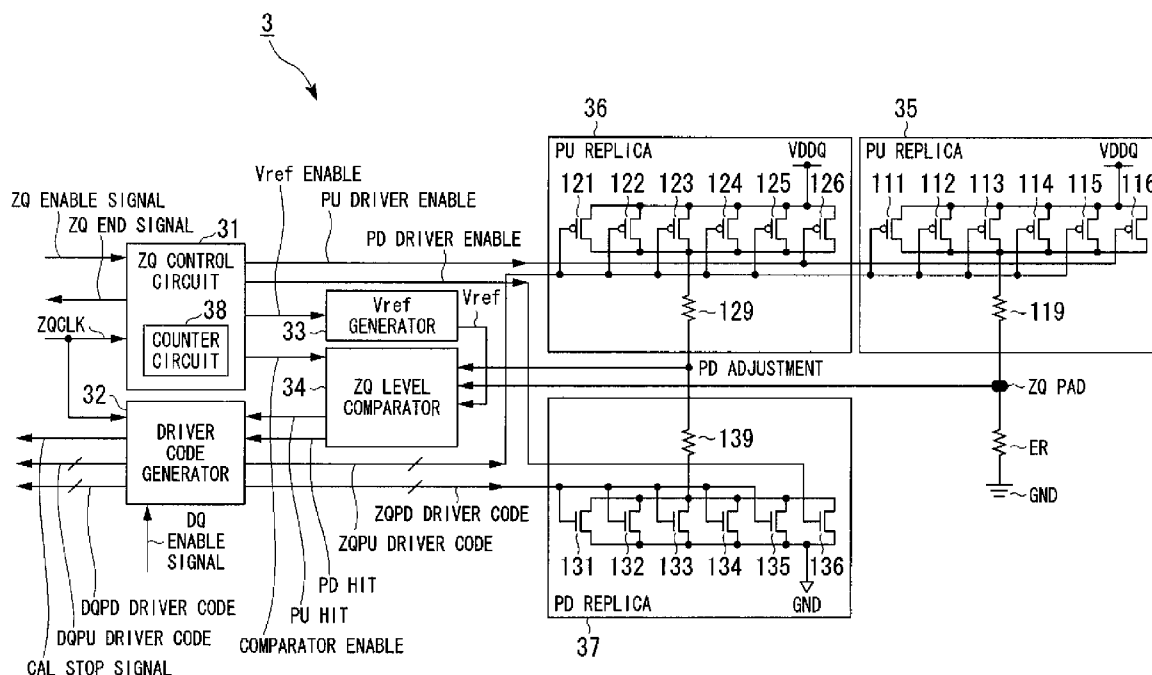 3
36
35
PU REPLICA
VDDQ
PU REPLICA
VDDQ
121 122 123 124 125 126
111 112 113 114 115 116
Vref ENABLE
PU DRIVER ENABLE
PD DRIVER ENABLE
ZQ ENABLE SIGNAL
ZQ END SIGNAL
31
ZQ CONTROL
CIRCUIT
38
COUNTER
CIRCUIT
ZQCLK
Vref
33
Vref
GENERATOR
129
119
34
ZQ LEVEL
COMPARATOR
PD ADJUSTMENT
ZQ PAD
32
DRIVER
CODE
GENERATOR
139
ER
GND
DQ
ENABLE
SIGNAL
ZQPD DRIVER CODE
ZQPU DRIVER CODE
131 132 133 134 135 136
GND
PD REPLICA
37
PD HIT
PU HIT
COMPARATOR ENABLE
DQPD DRIVER CODE
DQPU DRIVER CODE
CAL STOP SIGNAL